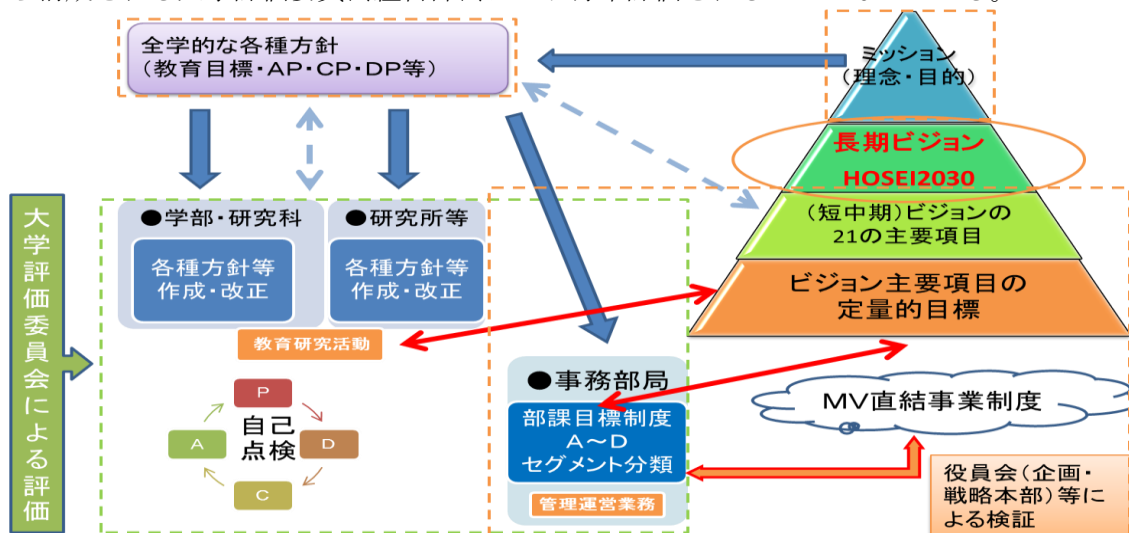 全学的な各種方針
（教育目標・AP・CP・DP等）
ミッション
（理念・目的）
長期ビジョン
HOSEI2030
（短中期）ビジョンの
21の主要項目
ビジョン主要項目の
定量的目標
大学評価委員会による評価
●学部・研究科
各種方針等
作成・改正
●研究所等
各種方針等
作成・改正
教育研究活動
P
D
C
A
自己
点検
●事務部局
部課目標制度
A～D
セグメント分類
管理運営業務
MV直結事業制度
役員会（企画・
戦略本部）等に
よる検証